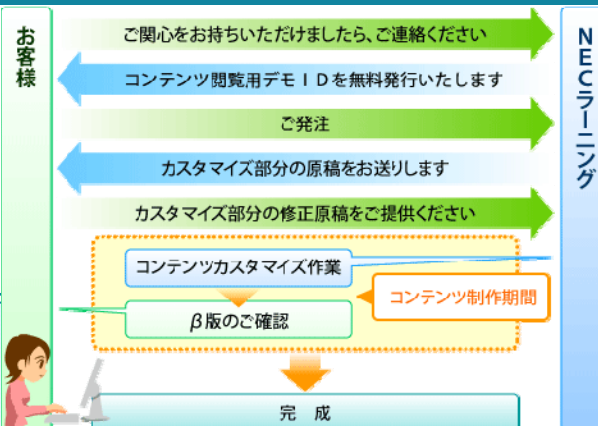 お客様
NECラーニング
ご関心をお持ちいただけましたら、ご連絡ください
コンテンツ閲覧用デモIDを無料発行いたします
ご発注
カスタマイズ部分の原稿をお送りします
カスタマイズ部分の修正原稿をご提供ください
コンテンツカスタマイズ作業
コンテンツ制作期間
β版のご確認
完 成